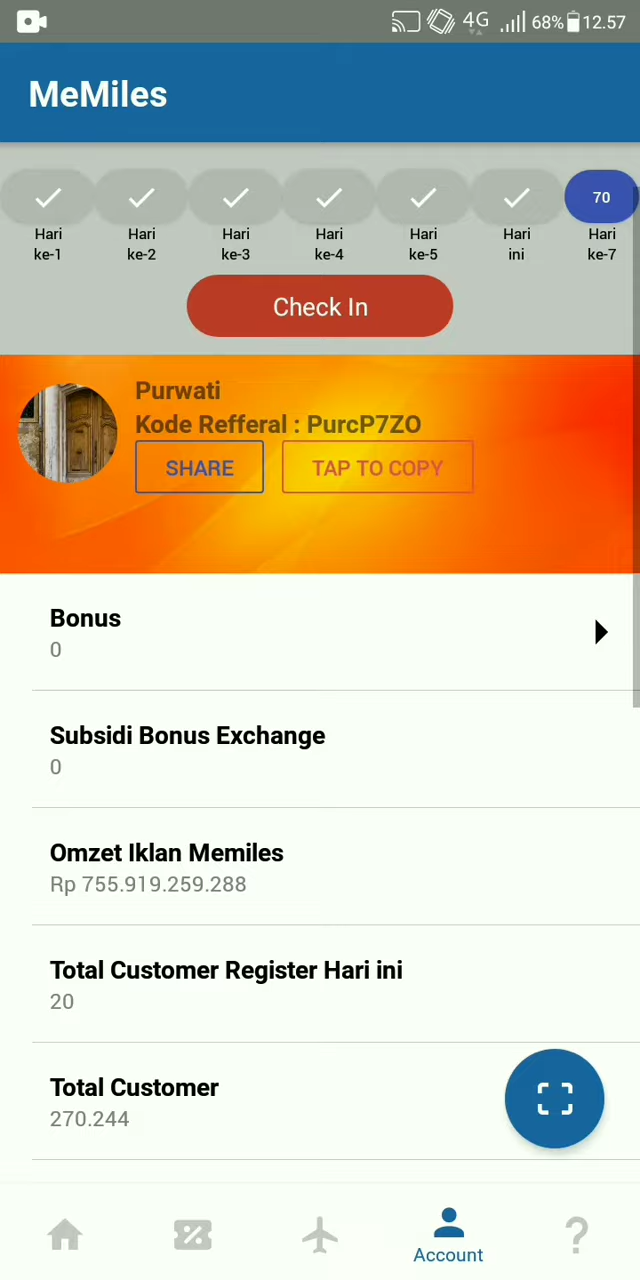 4G 68% 12.57
MeMiles
70
Hari Hari Hari Hari Hari Hari Hari
ke-1 ke-2 ke-3 ke-4 ke-5 ini ke-7
Check In
Purwati
Kode Refferal : PurcP7ZO
SHARE TAP TO COPY
Bonus
0
Subsidi Bonus Exchange
0
Omzet Iklan Memiles
Rp 755.919.259.288
Total Customer Register Hari ini
20
Total Customer
270.244
Account